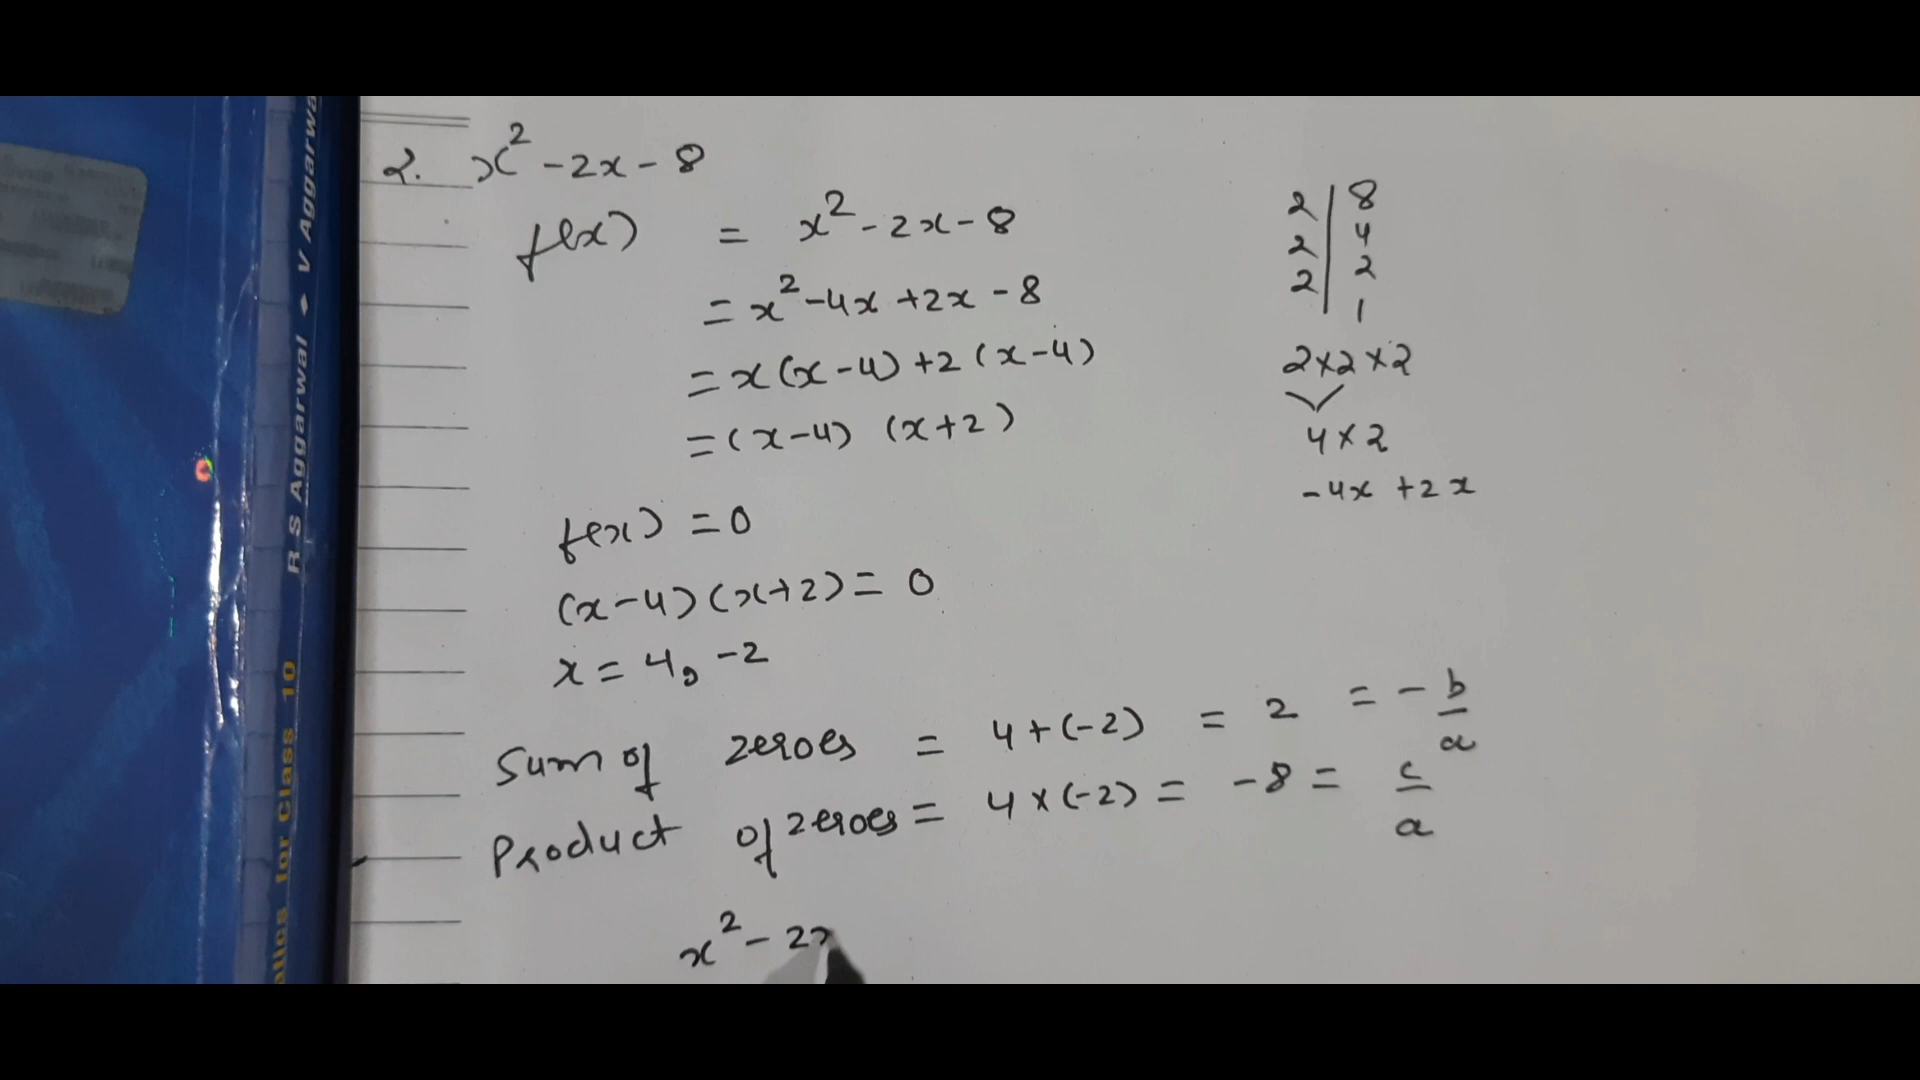 2. x² - 2x - 8
f(x) = x² - 2x - 8
= x² - 4x + 2x - 8
= x(x - 4) + 2(x - 4)
= (x - 4) (x + 2)
f(x) = 0
(x - 4)(x + 2) = 0
x = 4, -2
Sum of zeroes = 4 + (-2) = 2 = - b/a
Product of zeroes = 4 × (-2) = -8 = c/a
x² - 2x
2 | 8
2 | 4
2 | 2
1
2 × 2 × 2
4 × 2
- 4x + 2x
for Class 10 R S Aggarwal ◆ V Aggarwa